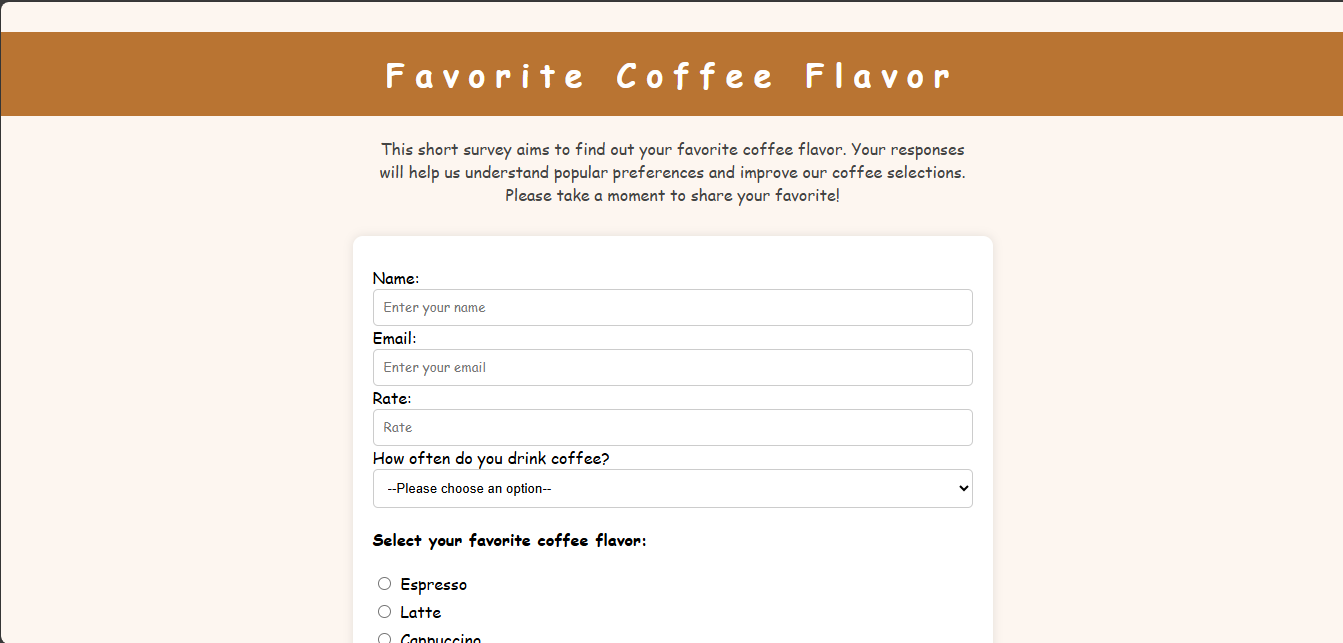 Favorite Coffee Flavor
This short survey aims to find out your favorite coffee flavor. Your responses
will help us understand popular preferences and improve our coffee selections.
Please take a moment to share your favorite!
Name:
Enter your name
Email:
Enter your email
Rate:
Rate
How often do you drink coffee?
--Please choose an option--
Select your favorite coffee flavor:
Espresso
Latte
Cappuccino